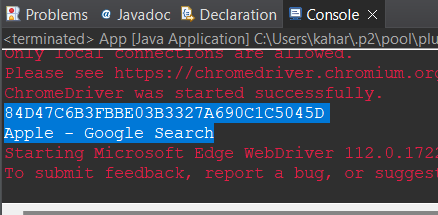 Problems @ Javadoc Declaration Console
<terminated> App [Java Application] C:\Users\kahar\.p2\pool\plu
Only local connections are allowed.
Please see https://chromedriver.chromium.org
ChromeDriver was started successfully.
84D47C6B3FBBE03B3327A690C1C5045D
Apple - Google Search
Starting Microsoft Edge WebDriver 112.0.1722
To submit feedback, report a bug, or suggest